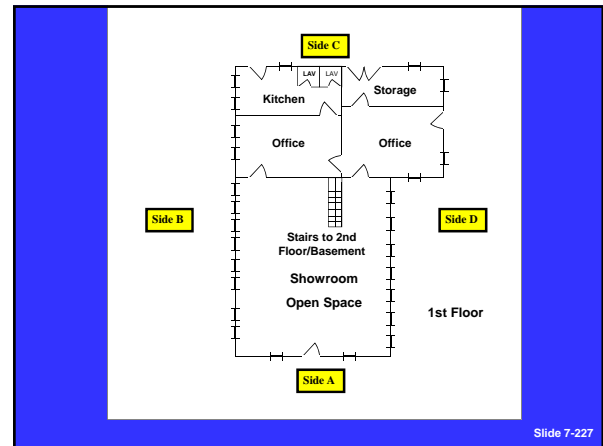 Side C
LAV LAV
Kitchen
Storage
Office
Office
Side B
Side D
Stairs to 2nd
Floor/Basement
Showroom
Open Space
1st Floor
Side A
Slide 7-227